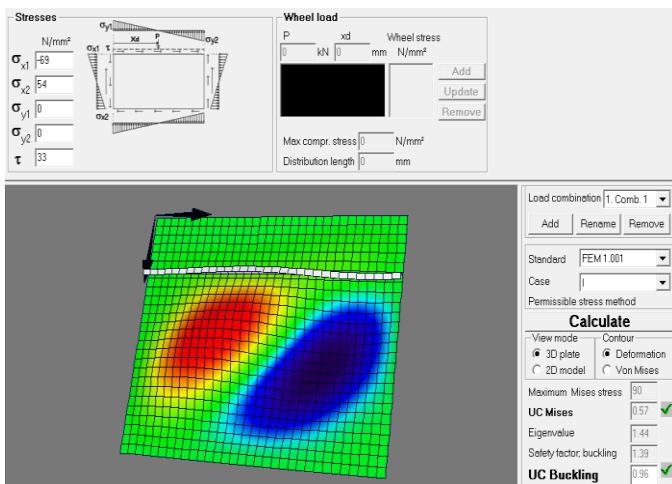 Stresses
N/mm²
σx1 -69
σx2 54
σy1 0
σy2 0
τ 33
σy1
P
Xd
σy2
σx1
τ
σx2
Wheel load
P xd Wheel stress
0 kN 0 mm N/mm²
Add
Update
Remove
Max compr. stress 0 N/mm²
Distribution length 0 mm
Load combination 1. Comb. 1
Add Rename Remove
Standard FEM 1.001
Case I
Permissible stress method
Calculate
View mode Contour
3D plate Deformation
2D model Von Mises
Maximum Mises stress 90
UC Mises 0.57
Eigenvalue 1.44
Safety factor, buckling 1.39
UC Buckling 0.96